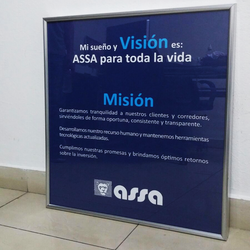 Mi sueño y Visión es:
ASSA para toda la vida
Misión
Garantizamos tranquilidad a nuestros clientes y corredores,
sirviéndoles de forma oportuna, consistente y transparente.
Desarrollamos nuestro recurso humano y mantenemos herramientas
tecnológicas actualizadas.
Cumplimos nuestras promesas y brindamos óptimos retornos
sobre la inversión.
assa